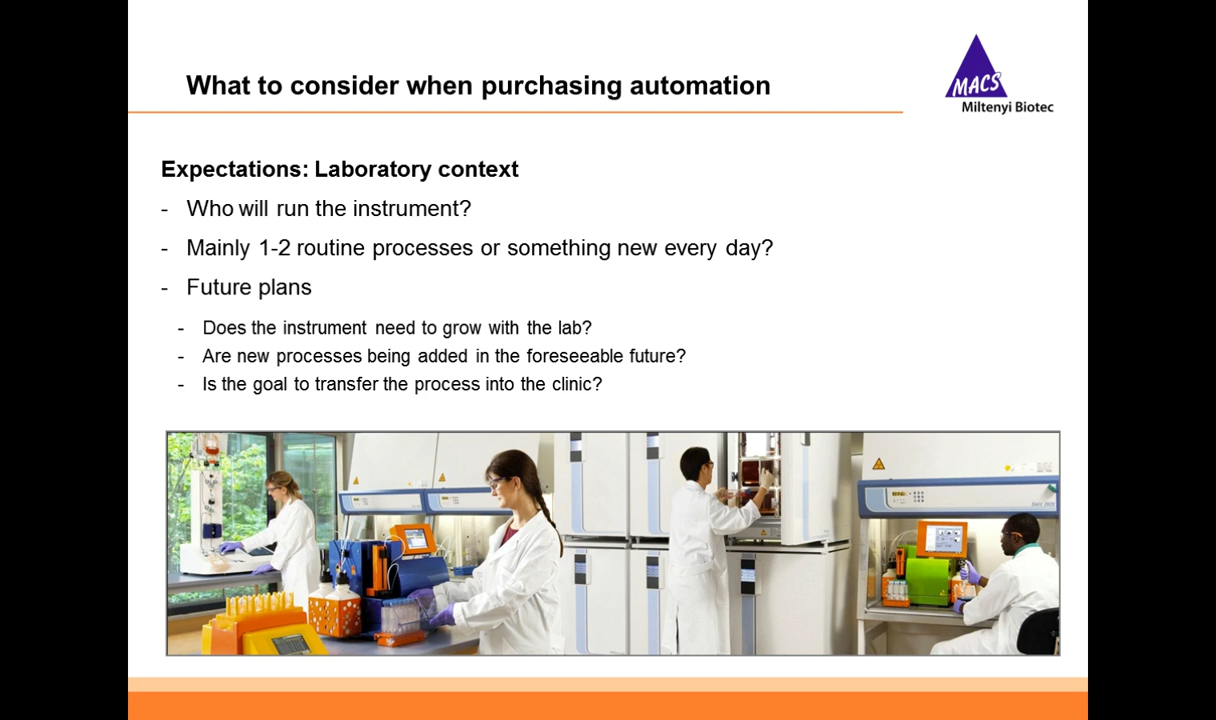 What to consider when purchasing automation
MACS
Miltenyi Biotec
Expectations: Laboratory context
- Who will run the instrument?
- Mainly 1-2 routine processes or something new every day?
- Future plans
- Does the instrument need to grow with the lab?
- Are new processes being added in the foreseeable future?
- Is the goal to transfer the process into the clinic?